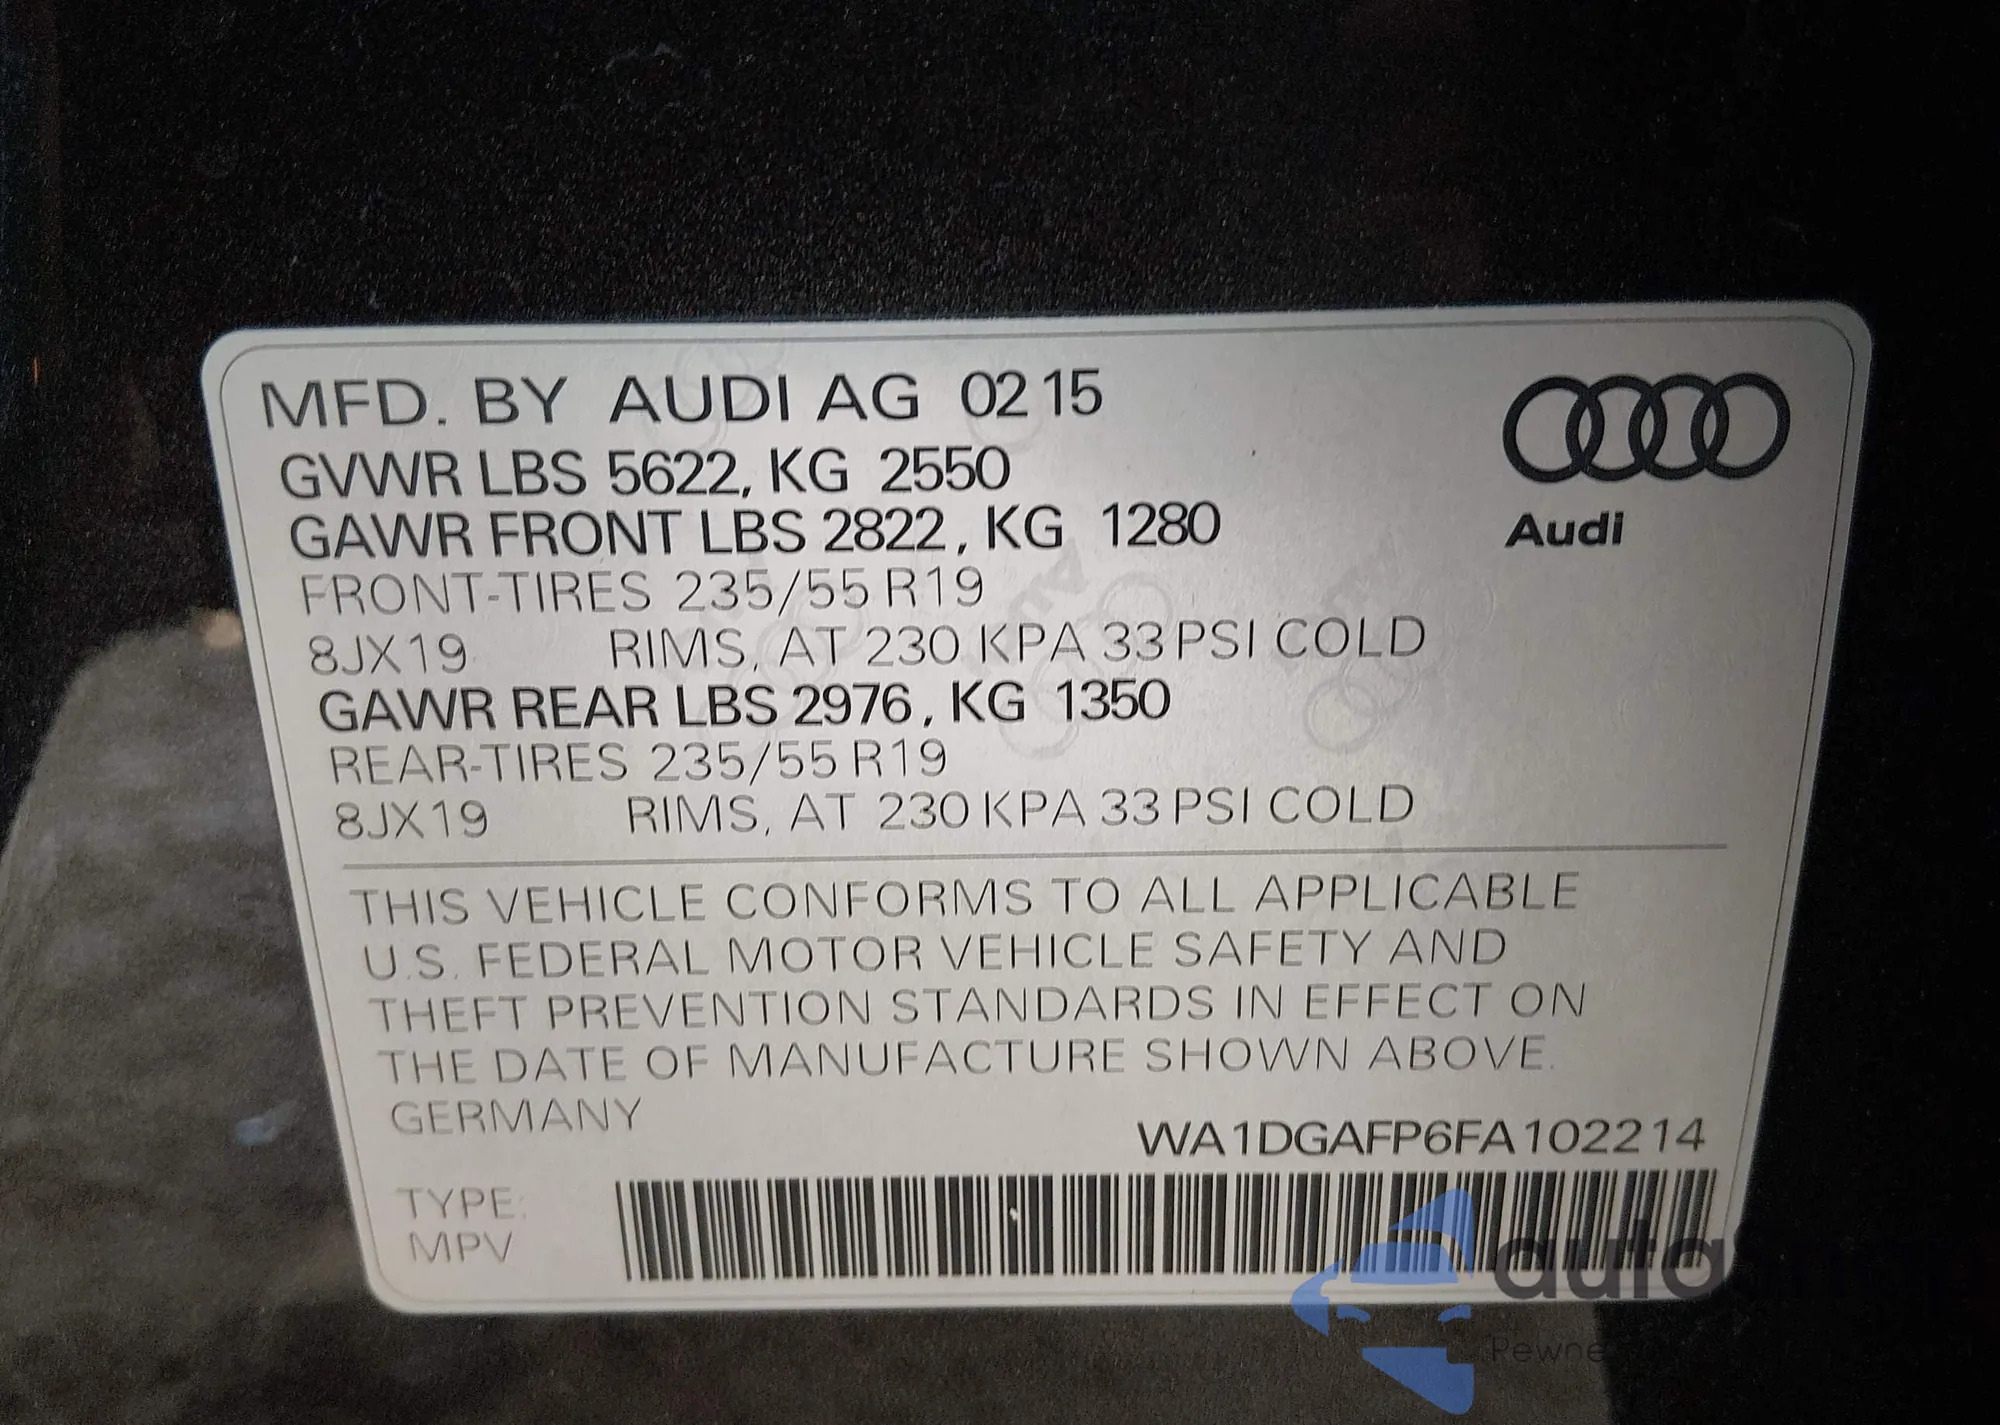 MFD. BY AUDI AG 02 15
GVWR LBS 5622, KG 2550
GAWR FRONT LBS 2822, KG 1280
Audi
FRONT-TIRES 235/55 R19
8JX19 RIMS, AT 230 KPA 33 PSI COLD
GAWR REAR LBS 2976, KG 1350
REAR-TIRES 235/55 R19
8JX19 RIMS, AT 230 KPA 33 PSI COLD
THIS VEHICLE CONFORMS TO ALL APPLICABLE
U.S. FEDERAL MOTOR VEHICLE SAFETY AND
THEFT PREVENTION STANDARDS IN EFFECT ON
THE DATE OF MANUFACTURE SHOWN ABOVE.
GERMANY
WA1DGAFP6FA102214
TYPE:
MPV